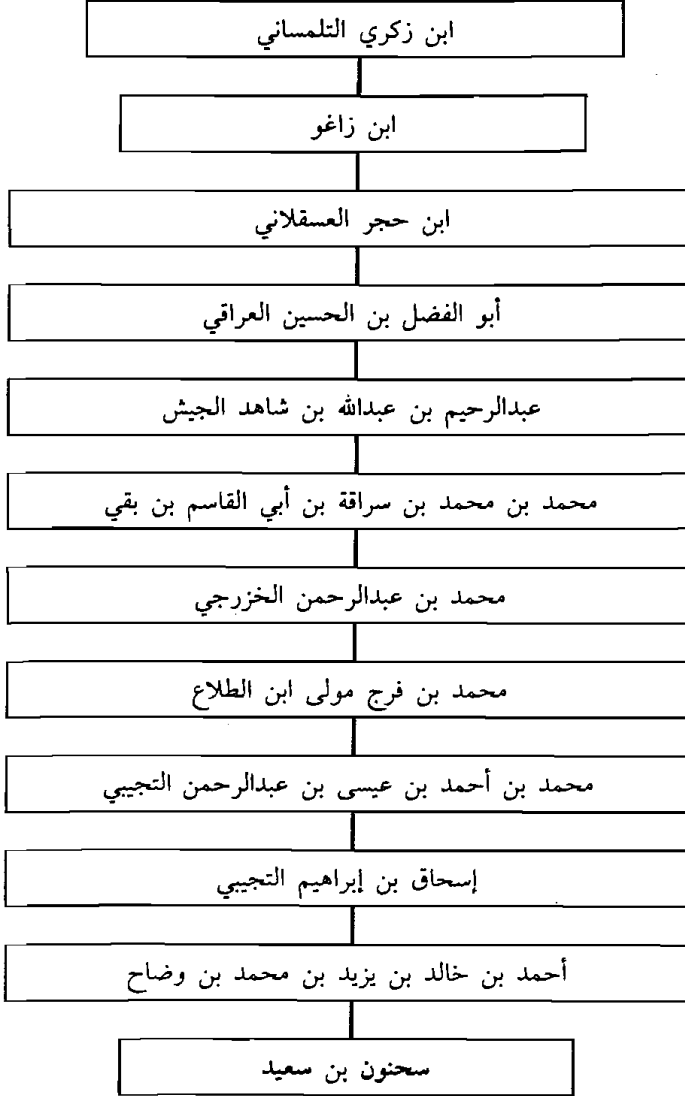 ابن زكري التلمساني
ابن زاغو
ابن حجر العسقلاني
أبو الفضل بن الحسين العراقي
عبدالرحيم بن عبدالله بن شاهد الجيش
محمد بن محمد بن سراقة بن أبي القاسم بن بقي
محمد بن عبدالرحمن الخزرجي
محمد بن فرج مولى ابن الطلاع
محمد بن أحمد بن عيسى بن عبدالرحمن التجيبي
إسحاق بن إبراهيم التجيبي
أحمد بن خالد بن يزيد بن محمد بن وضاح
سحنون بن سعيد